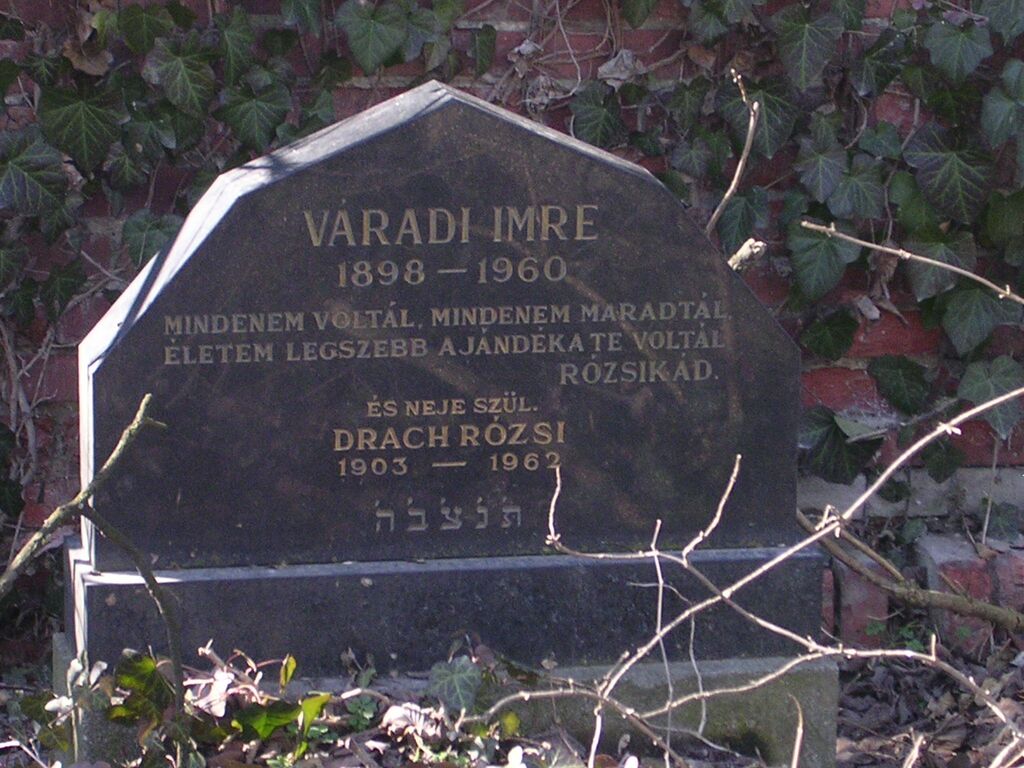 VÁRADI IMRE
1898 — 1960
MINDENEM VOLTÁL, MINDENEM MARADTÁL
ÉLETEM LEGSZEBB AJÁNDÉKA TE VOLTÁL
RÓZSIKÁD.
ÉS NEJE SZÜL.
DRACH RÓZSI
1903 — 1962
תנצבה